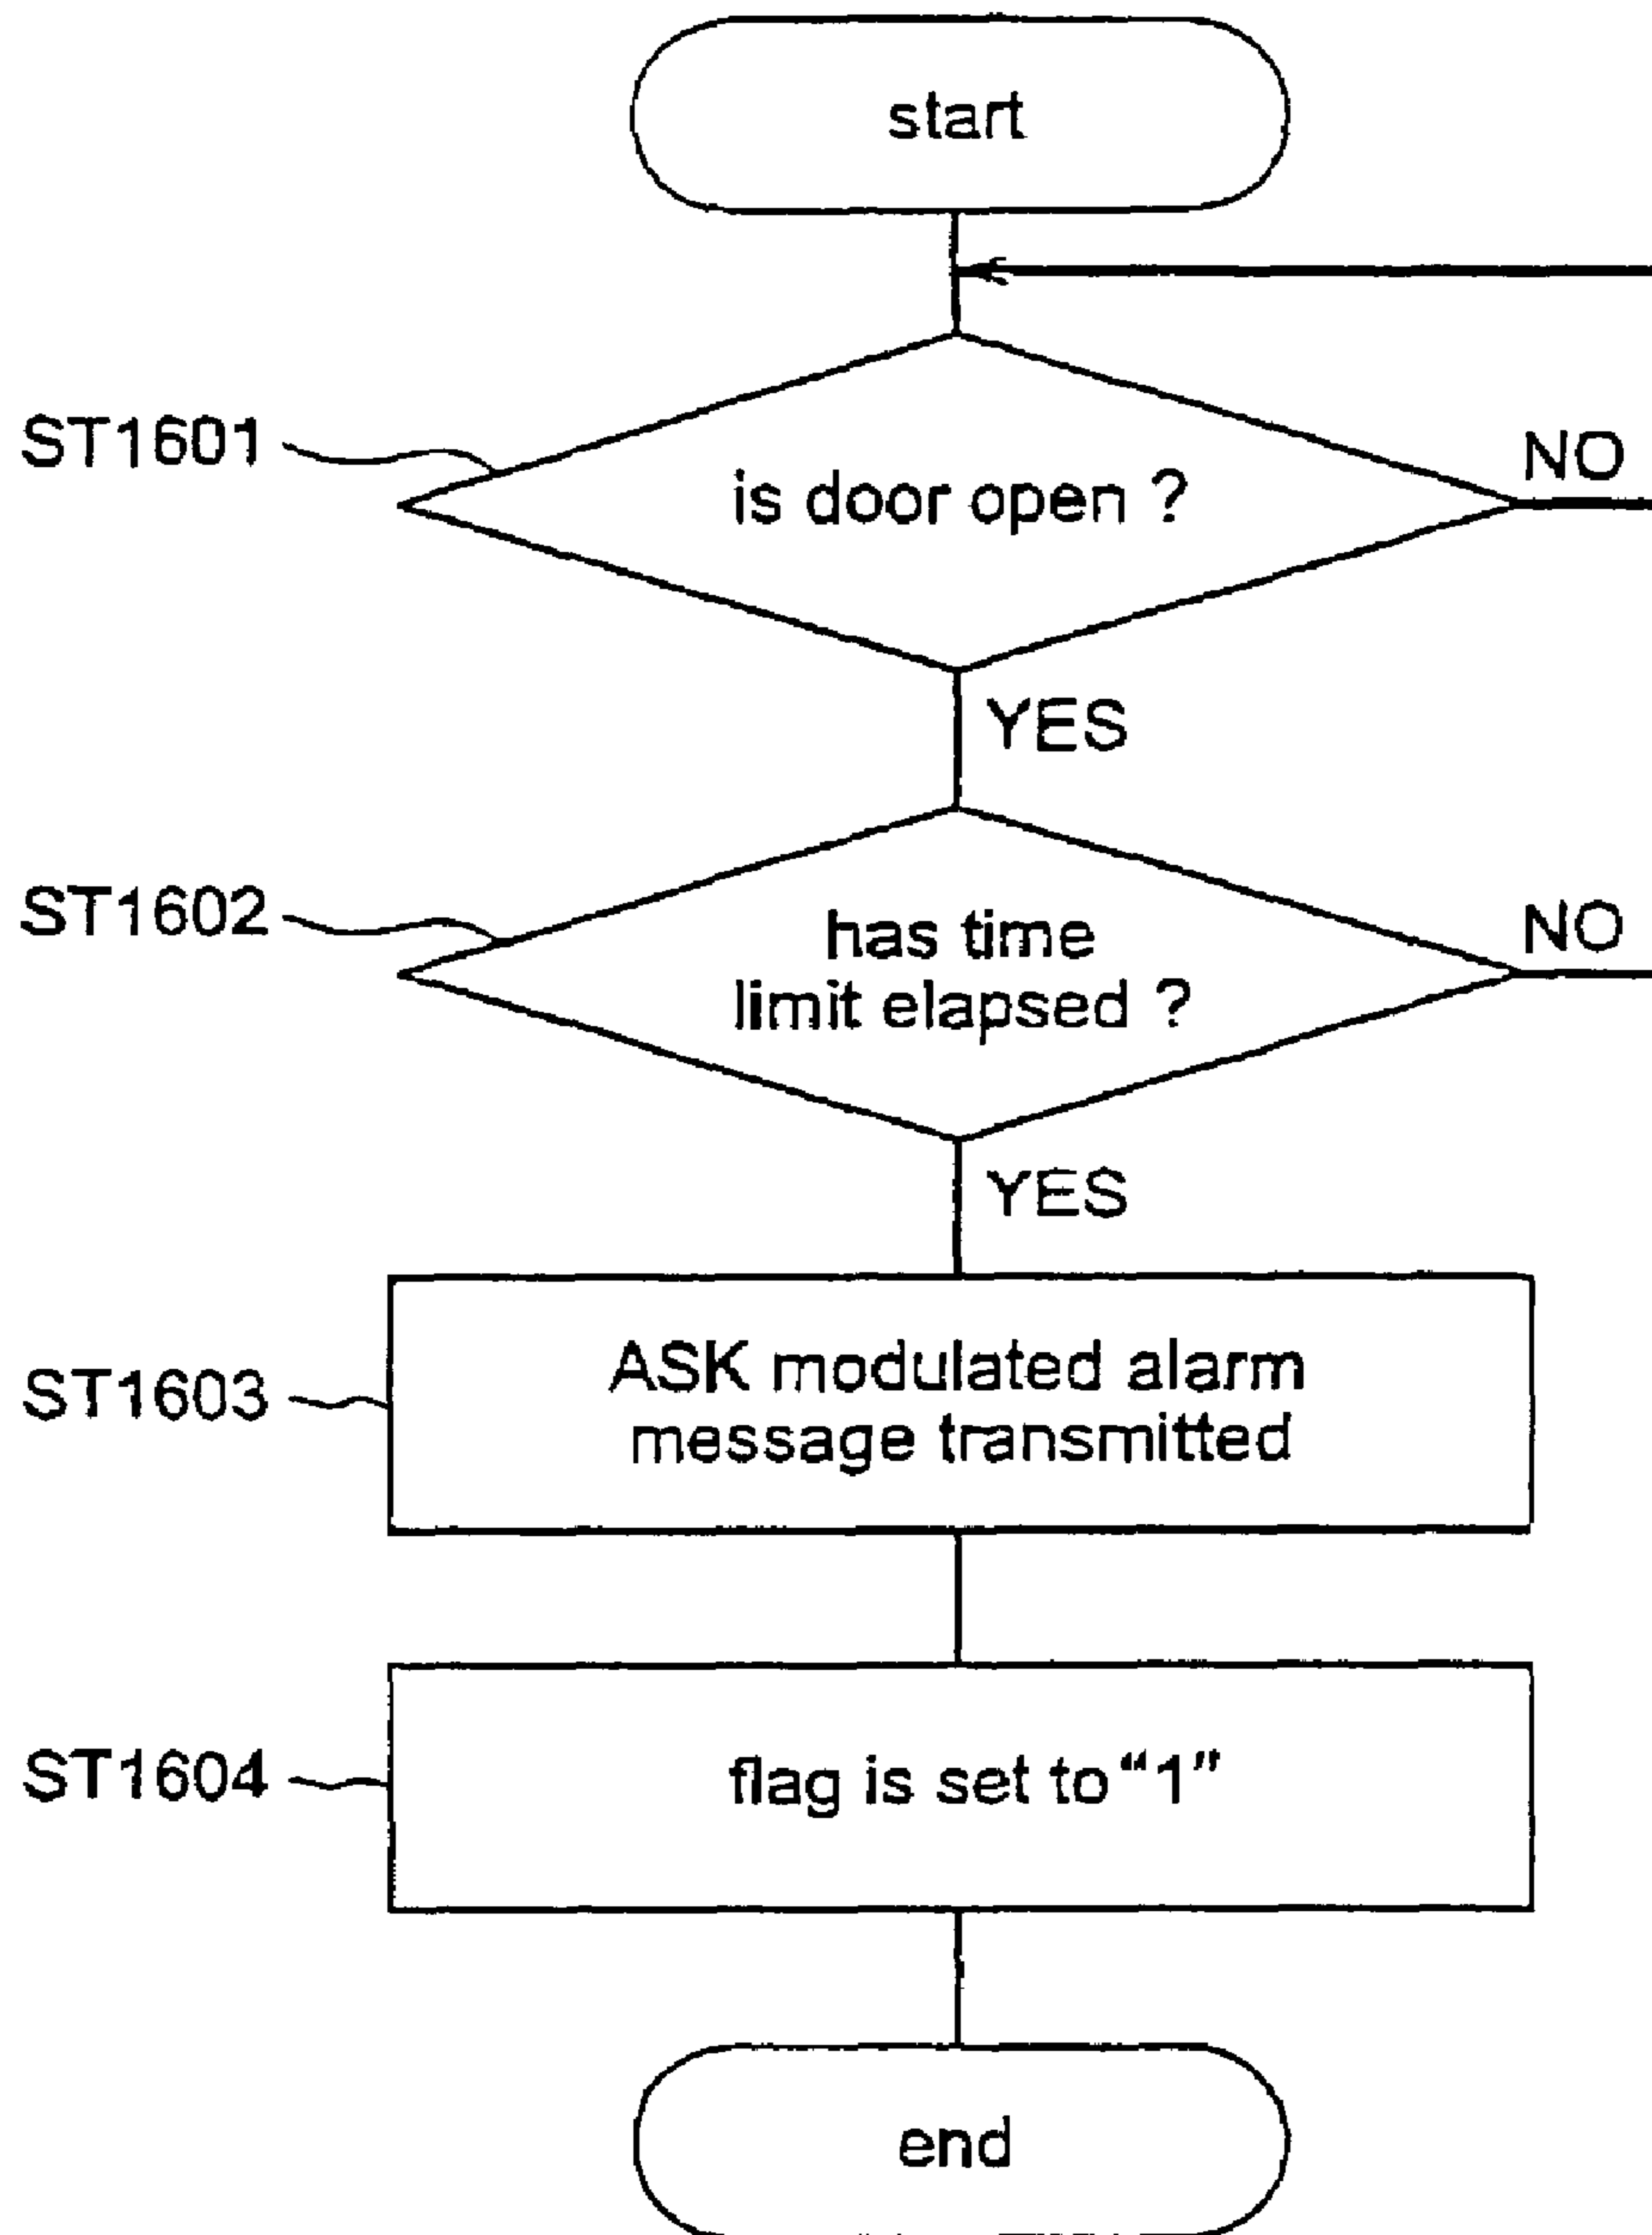 start
ST1601
is door open ?
NO
YES
ST1602
has time
limit elapsed ?
NO
YES
ST1603
ASK modulated alarm
message transmitted
ST1604
flag is set to “1”
end